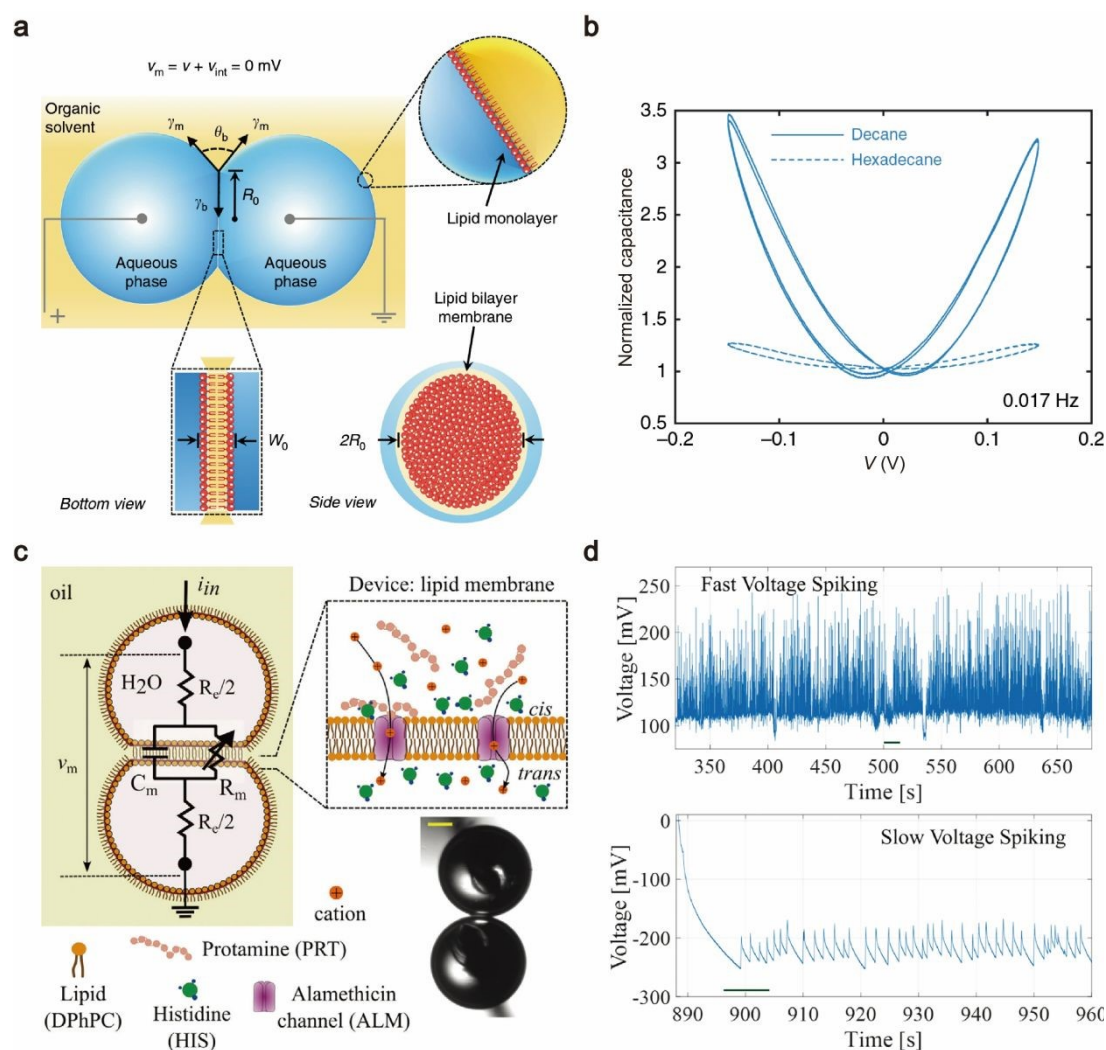 a
v_m = v + v_int = 0 mV
Organic
solvent
γ_m
θ_b
γ_m
γ_b
R_0
Aqueous
phase
Aqueous
phase
+
Lipid monolayer
Lipid bilayer
membrane
W_0
2R_0
Bottom view
Side view
b
3.5
3
2.5
2
1.5
1
0.5
Normalized capacitance
Decane
Hexadecane
0.017 Hz
−0.2
−0.1
0
0.1
0.2
V (V)
c
oil
i_in
H2O
R_e/2
v_m
C_m
R_m
R_e/2
Device: lipid membrane
cis
trans
+
cation
Protamine (PRT)
Lipid
(DPhPC)
Histidine
(HIS)
Alamethicin
channel (ALM)
d
Fast Voltage Spiking
250
200
150
100
Voltage [mV]
350
400
450
500
550
600
650
Time [s]
Slow Voltage Spiking
0
-100
-200
-300
Voltage [mV]
890
900
910
920
930
940
950
960
Time [s]